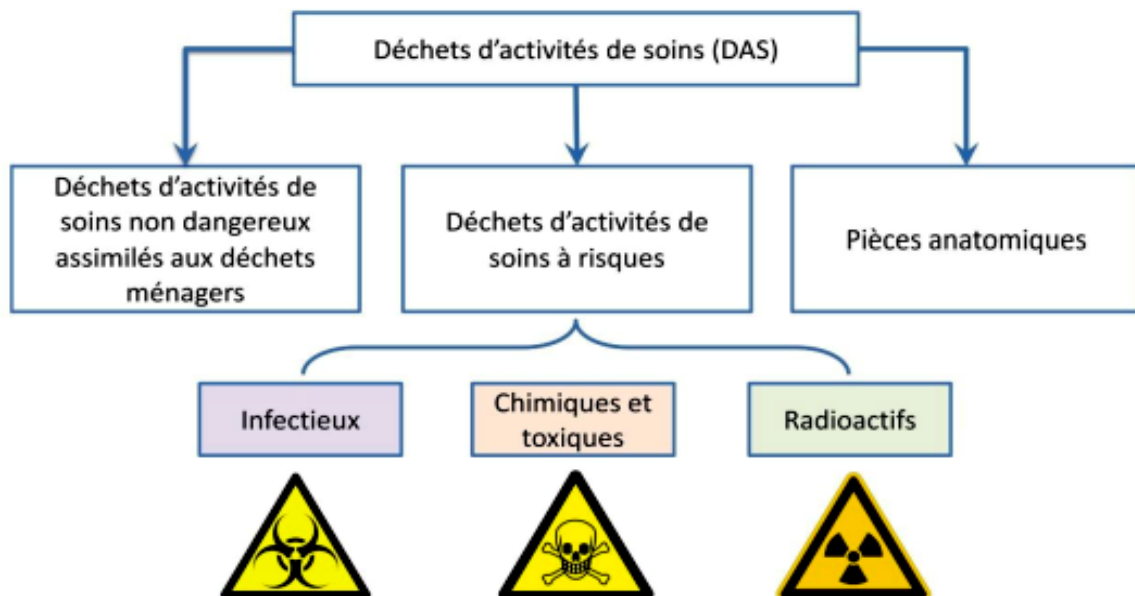 Déchets d'activités de soins (DAS)
Déchets d'activités de
soins non dangereux
assimilés aux déchets
ménagers
Déchets d'activités de
soins à risques
Pièces anatomiques
Infectieux
Chimiques et
toxiques
Radioactifs